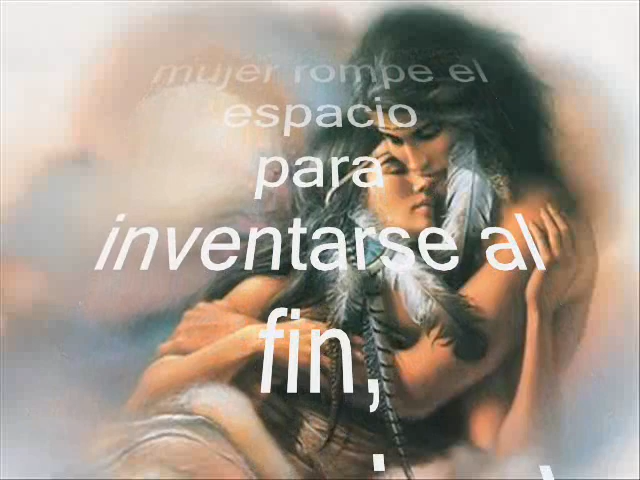 mujer rompe el
espacio
para
inventarse al
fin,